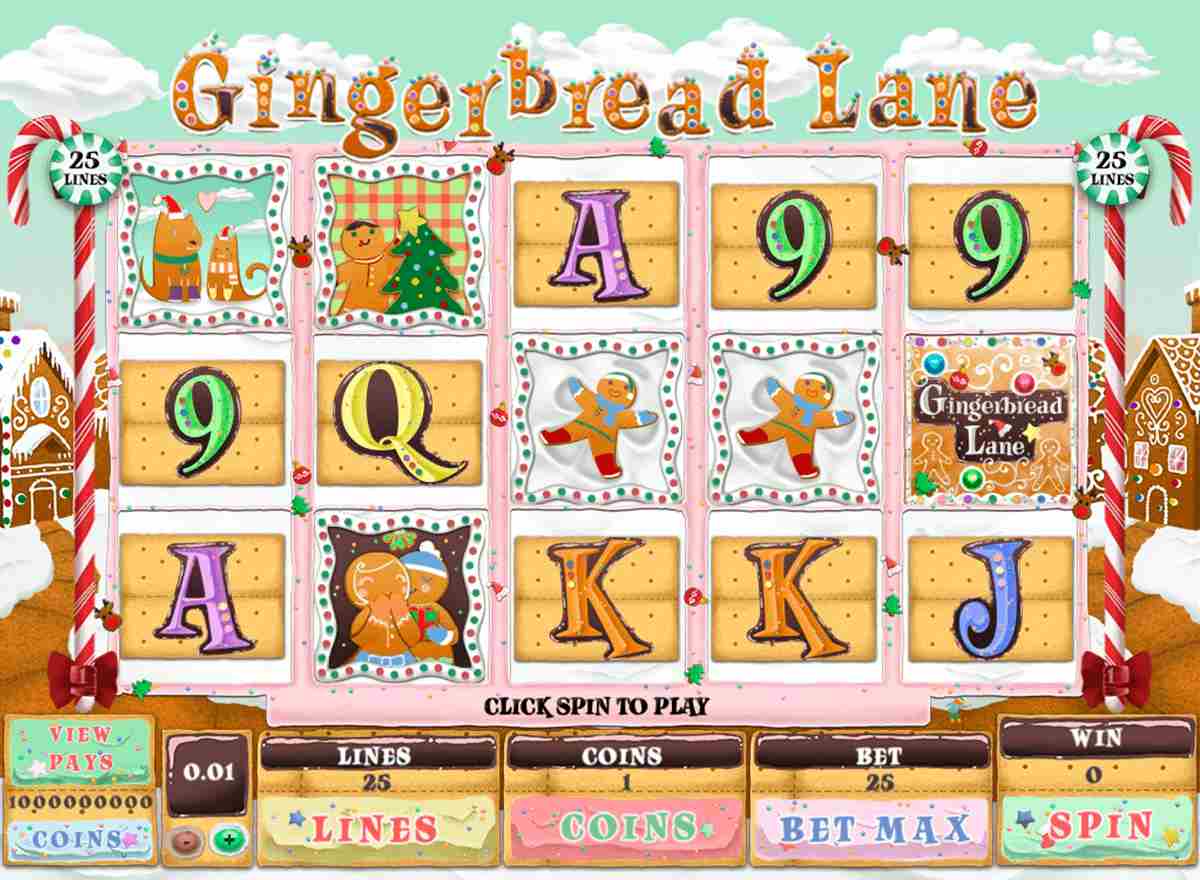 Gingerbread Lane
25
LINES
25
LINES
A
9
9
9
Q
Gingerbread
Lane
A
K
K
J
CLICK SPIN TO PLAY
VIEW
PAYS
1000000000
COINS
0.01
LINES
25
LINES
COINS
1
COINS
BET
25
BET MAX
WIN
0
SPIN